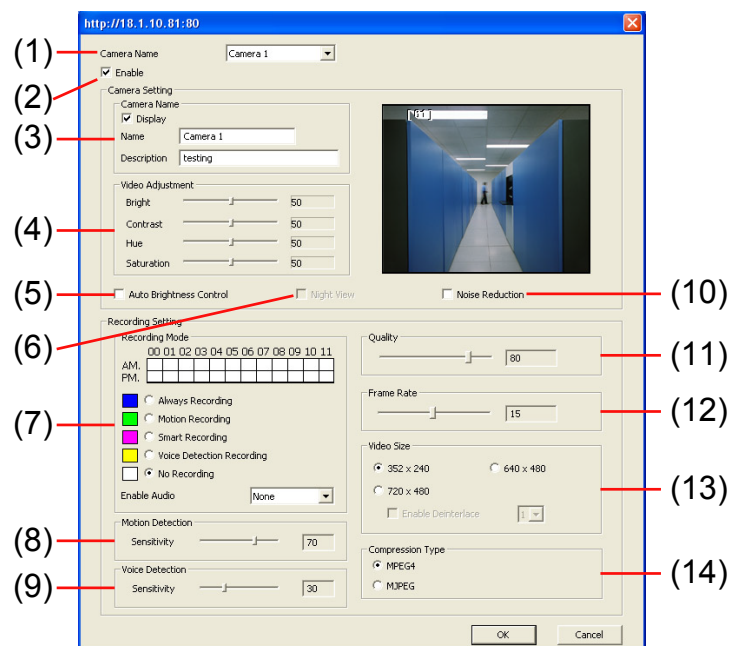 http://18.1.10.81:80
(1) Camera Name Camera 1
(2) Enable
Camera Setting
Camera Name
Display
(3) Name Camera 1
Description testing
[01]
Video Adjustment
Bright 50
(4) Contrast 50
Hue 50
Saturation 50
(5) Auto Brightness Control
(6) Night View
Noise Reduction (10)
Recording Setting
Recording Mode
00 01 02 03 04 05 06 07 08 09 10 11
AM.
PM.
(7) Always Recording
Motion Recording
Smart Recording
Voice Detection Recording
No Recording
Enable Audio None
Motion Detection
(8) Sensitivity 70
Voice Detection
(9) Sensitivity 30
Quality
80 (11)
Frame Rate
15 (12)
Video Size
352 x 240 640 x 480
720 x 480 (13)
Enable Deinterlace 1
Compression Type
MPEG4 (14)
MJPEG
OK Cancel